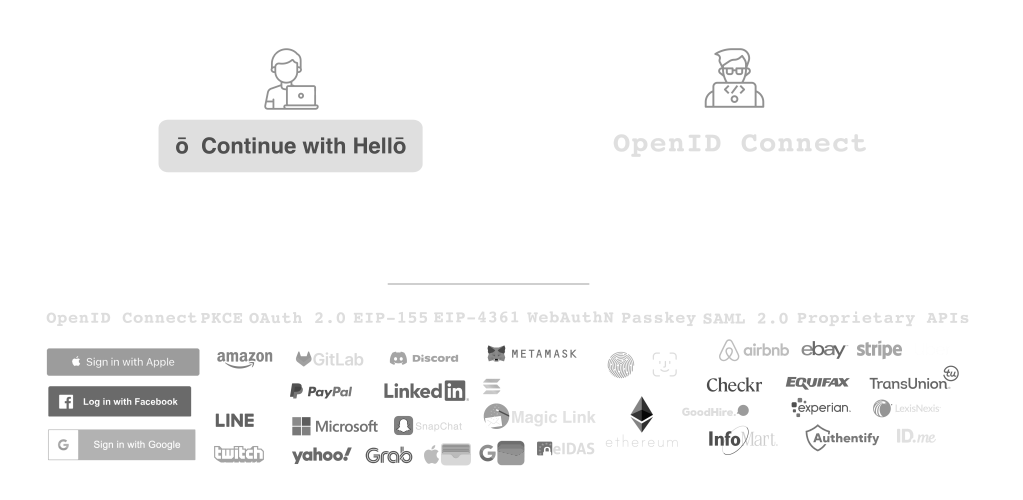 ō Continue with Hellō
OpenID Connect
OpenID Connect PKCE OAuth 2.0 EIP-155 EIP-4361 WebAuthN Passkey SAML 2.0 Proprietary APIs
Sign in with Apple
amazon
GitLab
Discord
METAMASK
airbnb
ebay
stripe
Log in with Facebook
PayPal
LinkedIn
Checkr
EQUIFAX
TransUnion
tu
LINE
Microsoft
SnapChat
Magic Link
ethereum
GoodHire
experian.
LexisNexis
G Sign in with Google
twitch
yahoo!
Grab
G
eIDAS
InfoMart
Authentify
ID.me